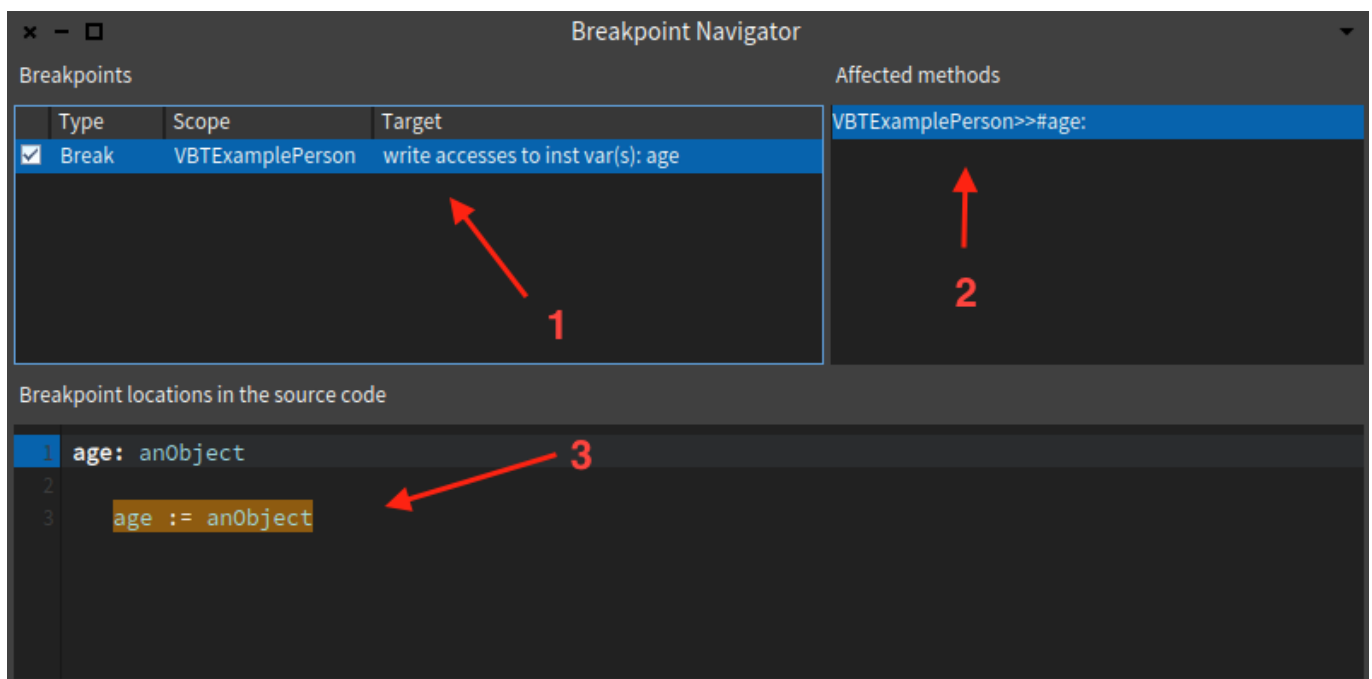 Breakpoint Navigator
Breakpoints
Type Scope Target
Break VBTExamplePerson write accesses to inst var(s): age
1
Affected methods
VBTExamplePerson>>#age:
2
Breakpoint locations in the source code
1 age: anObject
2
3 age := anObject
3